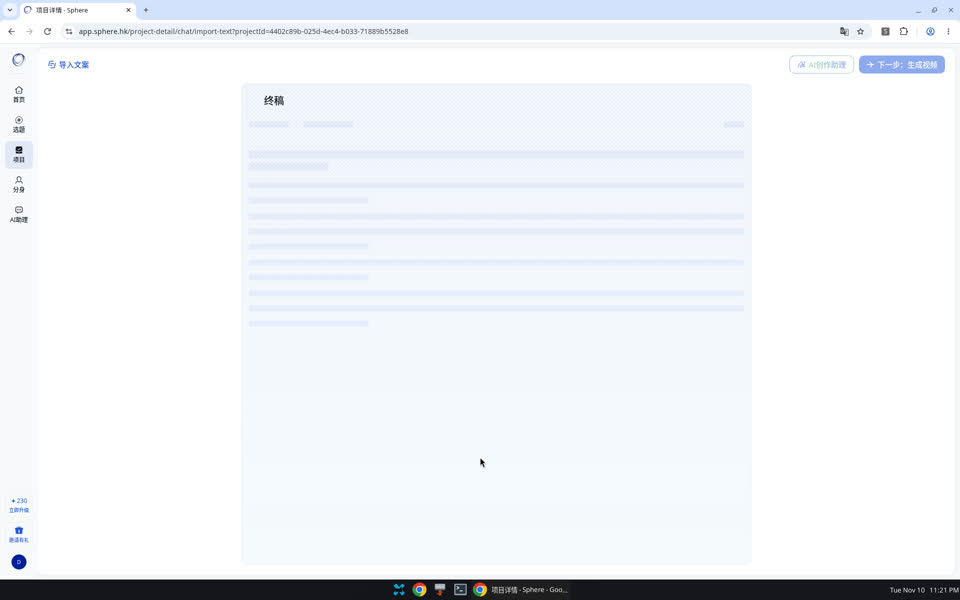 项目详情 - Sphere
app.sphere.hk/project-detail/chat/import-text?projectId=4402c89b-025d-4ec4-b033-71889b5528e8
导入文案
AI创作助理
下一步：生成视频
首页
选题
项目
分身
AI助理
终稿
230
立即升级
邀请有礼
D
项目详情 - Sphere - Goo...
Tue Nov 10 11:21 PM